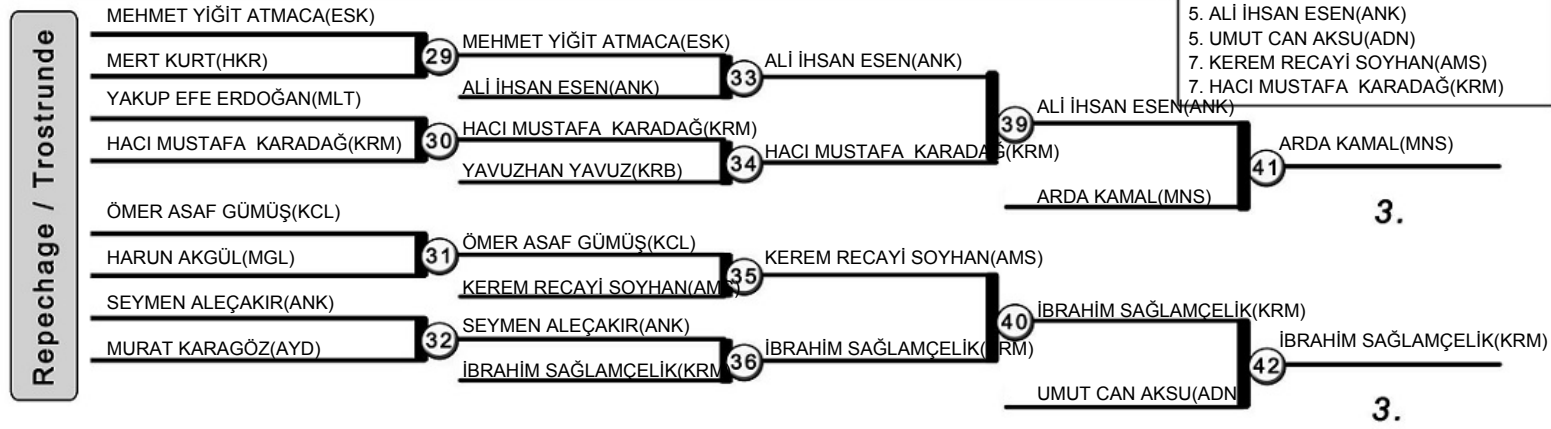 Repechage / Trostrunde
MEHMET YİĞİT ATMACA(ESK)
MERT KURT(HKR)
YAKUP EFE ERDOĞAN(MLT)
HACI MUSTAFA  KARADAĞ(KRM)
ÖMER ASAF GÜMÜŞ(KCL)
HARUN AKGÜL(MGL)
SEYMEN ALEÇAKIR(ANK)
MURAT KARAGÖZ(AYD)
29
30
31
32
MEHMET YİĞİT ATMACA(ESK)
ALİ İHSAN ESEN(ANK)
HACI MUSTAFA  KARADAĞ(KRM)
YAVUZHAN YAVUZ(KRB)
ÖMER ASAF GÜMÜŞ(KCL)
KEREM RECAYİ SOYHAN(AMS)
SEYMEN ALEÇAKIR(ANK)
İBRAHİM SAĞLAMÇELİK(KRM)
33
34
35
36
ALİ İHSAN ESEN(ANK)
HACI MUSTAFA  KARADAĞ(KRM)
KEREM RECAYİ SOYHAN(AMS)
İBRAHİM SAĞLAMÇELİK(KRM)
39
40
ALİ İHSAN ESEN(ANK)
ARDA KAMAL(MNS)
İBRAHİM SAĞLAMÇELİK(KRM)
UMUT CAN AKSU(ADN)
41
42
ARDA KAMAL(MNS)
3.
İBRAHİM SAĞLAMÇELİK(KRM)
3.
5. ALİ İHSAN ESEN(ANK)
5. UMUT CAN AKSU(ADN)
7. KEREM RECAYİ SOYHAN(AMS)
7. HACI MUSTAFA  KARADAĞ(KRM)